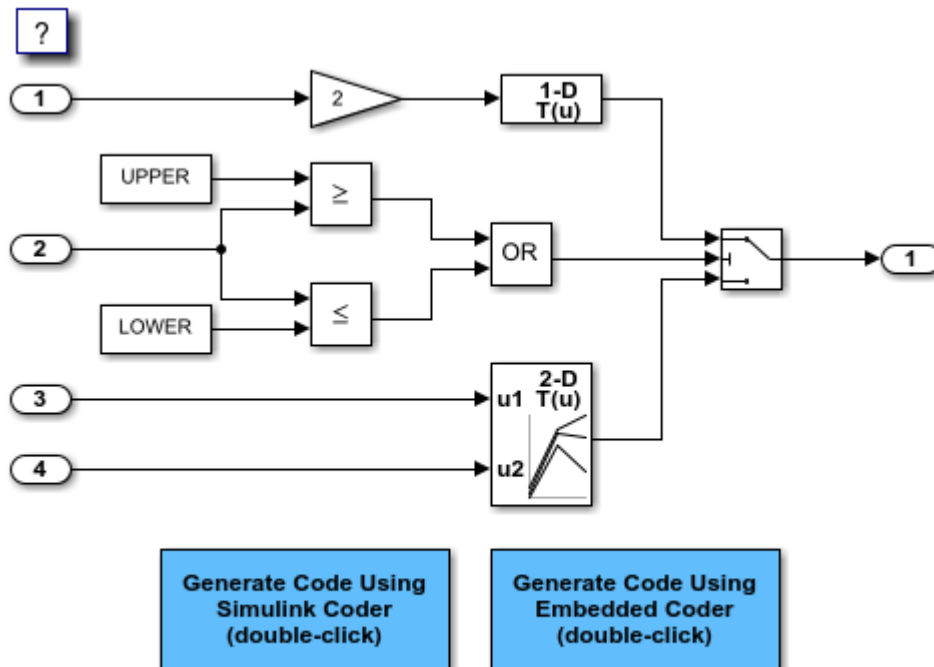 ?
1
2
1-D
T(u)
UPPER
≥
2
OR
1
LOWER
≤
3
u1
2-D
T(u)
4
u2
Generate Code Using
Simulink Coder
(double-click)
Generate Code Using
Embedded Coder
(double-click)